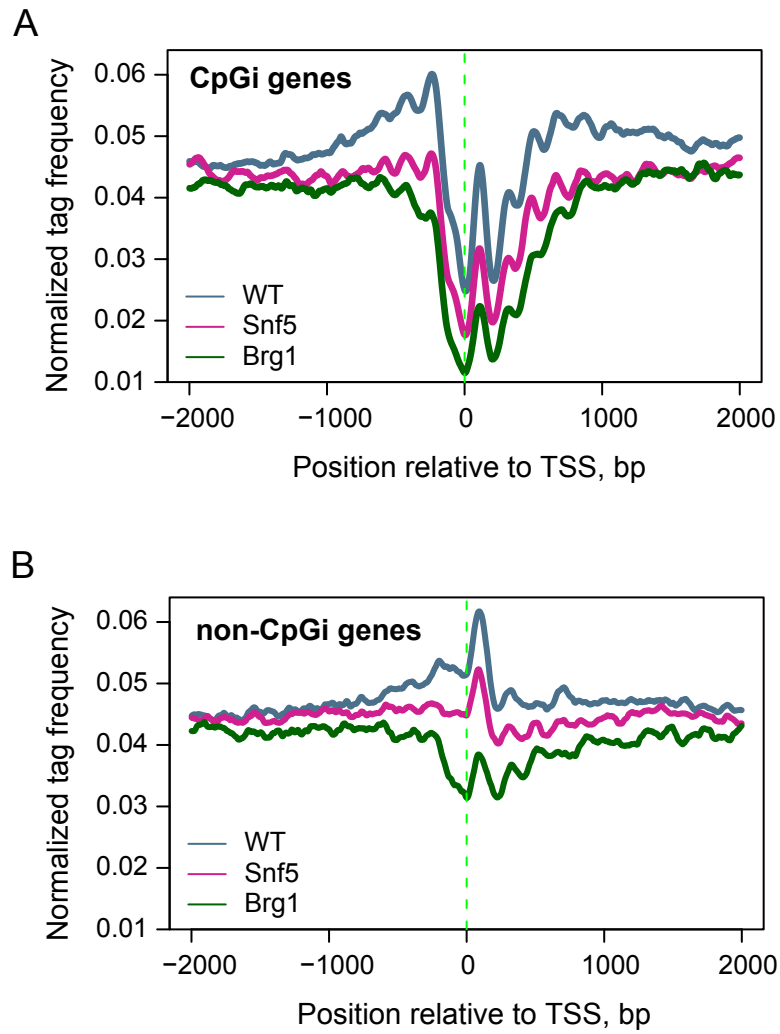 A
CpGi genes
Normalized tag frequency
0.06
0.05
0.04
0.03
0.02
0.01
WT
Snf5
Brg1
−2000
−1000
0
1000
2000
Position relative to TSS, bp
B
non-CpGi genes
Normalized tag frequency
0.06
0.05
0.04
0.03
0.02
0.01
WT
Snf5
Brg1
−2000
−1000
0
1000
2000
Position relative to TSS, bp